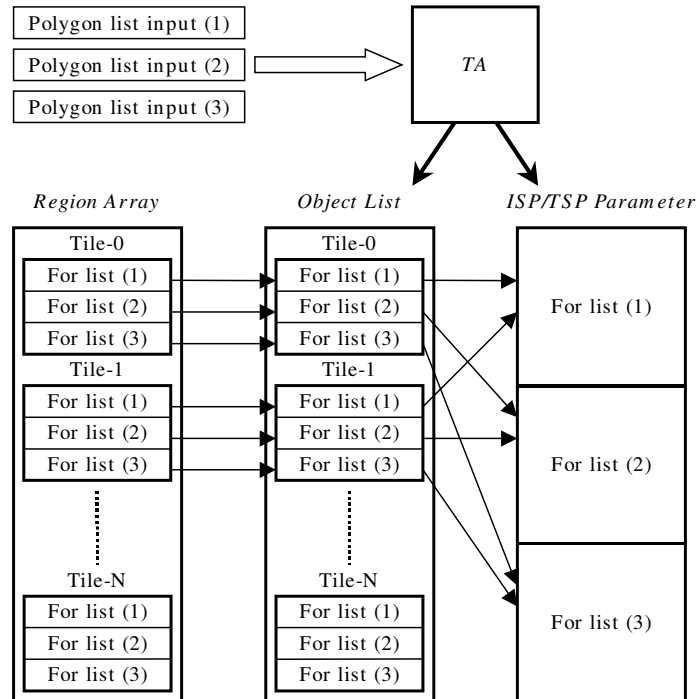 Polygon list input (1)
Polygon list input (2)
Polygon list input (3)
TA
Region Array
Object List
ISP/TSP Parameter
Tile-0
For list (1)
For list (2)
For list (3)
Tile-1
For list (1)
For list (2)
For list (3)
Tile-N
For list (1)
For list (2)
For list (3)
Tile-0
For list (1)
For list (2)
For list (3)
Tile-1
For list (1)
For list (2)
For list (3)
Tile-N
For list (1)
For list (2)
For list (3)
For list (1)
For list (2)
For list (3)